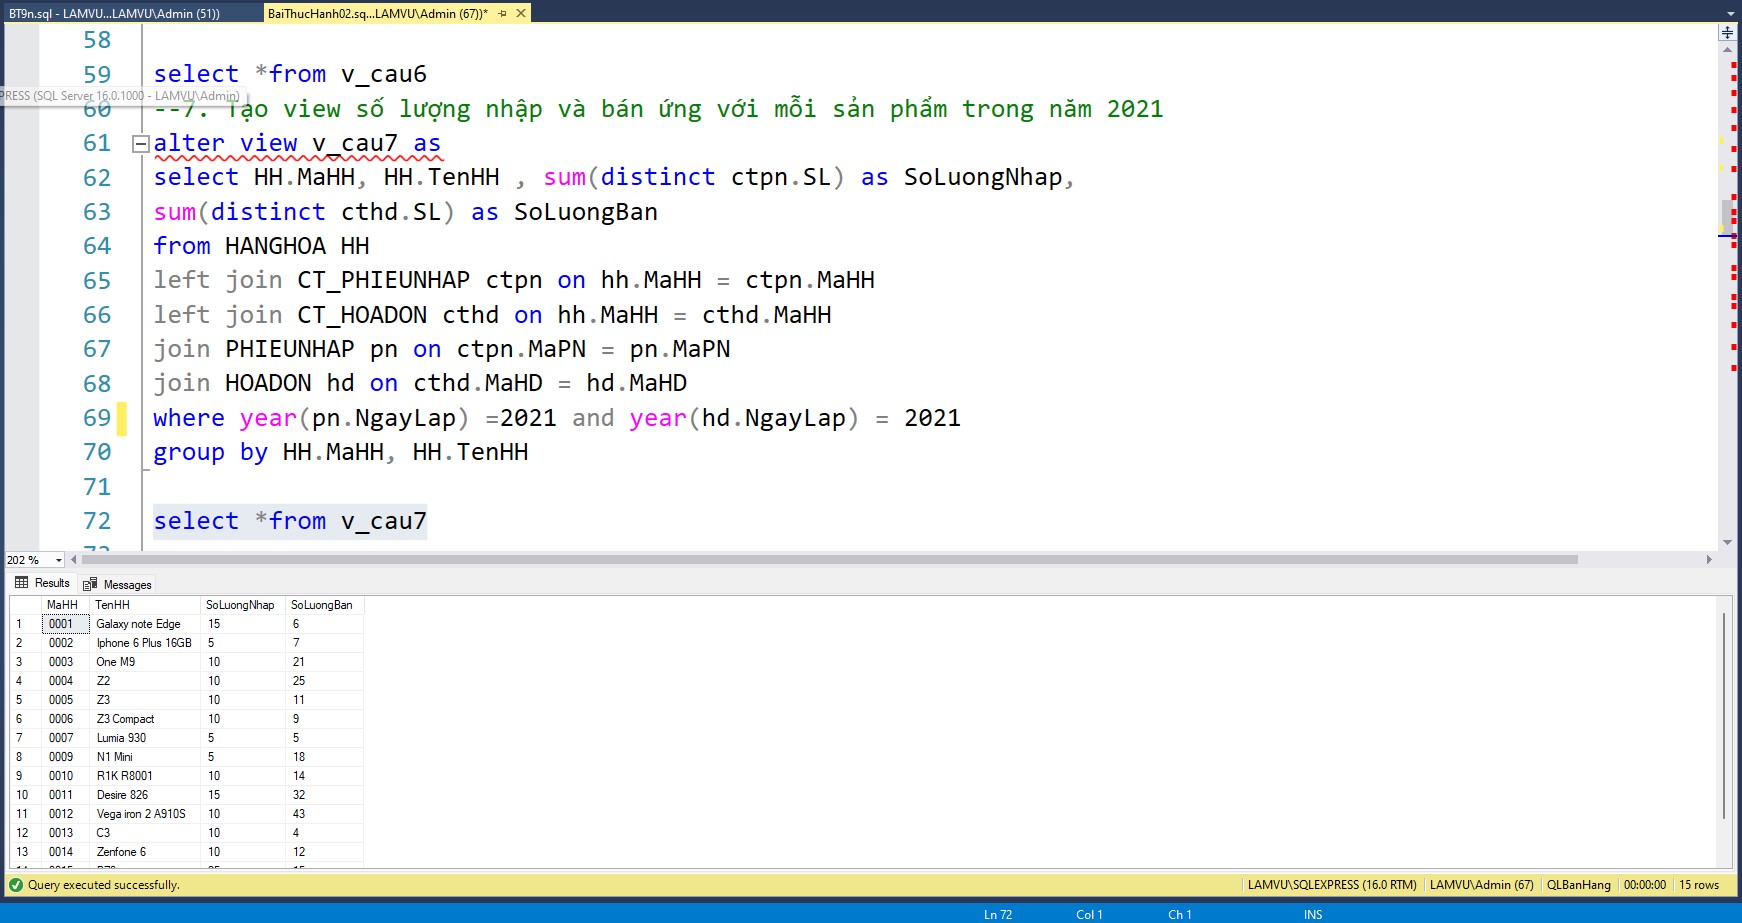 BT9n.sql - LAMVU...LAMVU\Admin (51))
BaiThucHanh02.sq...LAMVU\Admin (67))*
58
59 select *from v_cau6
PRESS (SQL Server 16.0.1000 - LAMVU\Admin)
60 --7. Tạo view số lượng nhập và bán ứng với mỗi sản phẩm trong năm 2021
61 alter view v_cau7 as
62 select HH.MaHH, HH.TenHH , sum(distinct ctpn.SL) as SoLuongNhap,
63 sum(distinct cthd.SL) as SoLuongBan
64 from HANGHOA HH
65 left join CT_PHIEUNHAP ctpn on hh.MaHH = ctpn.MaHH
66 left join CT_HOADON cthd on hh.MaHH = cthd.MaHH
67 join PHIEUNHAP pn on ctpn.MaPN = pn.MaPN
68 join HOADON hd on cthd.MaHD = hd.MaHD
69 where year(pn.NgayLap) =2021 and year(hd.NgayLap) = 2021
70 group by HH.MaHH, HH.TenHH
71
72 select *from v_cau7
202 %
Results Messages
MaHH TenHH SoLuongNhap SoLuongBan
1 0001 Galaxy note Edge 15 6
2 0002 Iphone 6 Plus 16GB 5 7
3 0003 One M9 10 21
4 0004 Z2 10 25
5 0005 Z3 10 11
6 0006 Z3 Compact 10 9
7 0007 Lumia 930 5 5
8 0009 N1 Mini 5 18
9 0010 R1K R8001 10 14
10 0011 Desire 826 15 32
11 0012 Vega iron 2 A910S 10 43
12 0013 C3 10 4
13 0014 Zenfone 6 10 12
Query executed successfully.
LAMVU\SQLEXPRESS (16.0 RTM) LAMVU\Admin (67) QLBanHang 00:00:00 15 rows
Ln 72 Col 1 Ch 1 INS